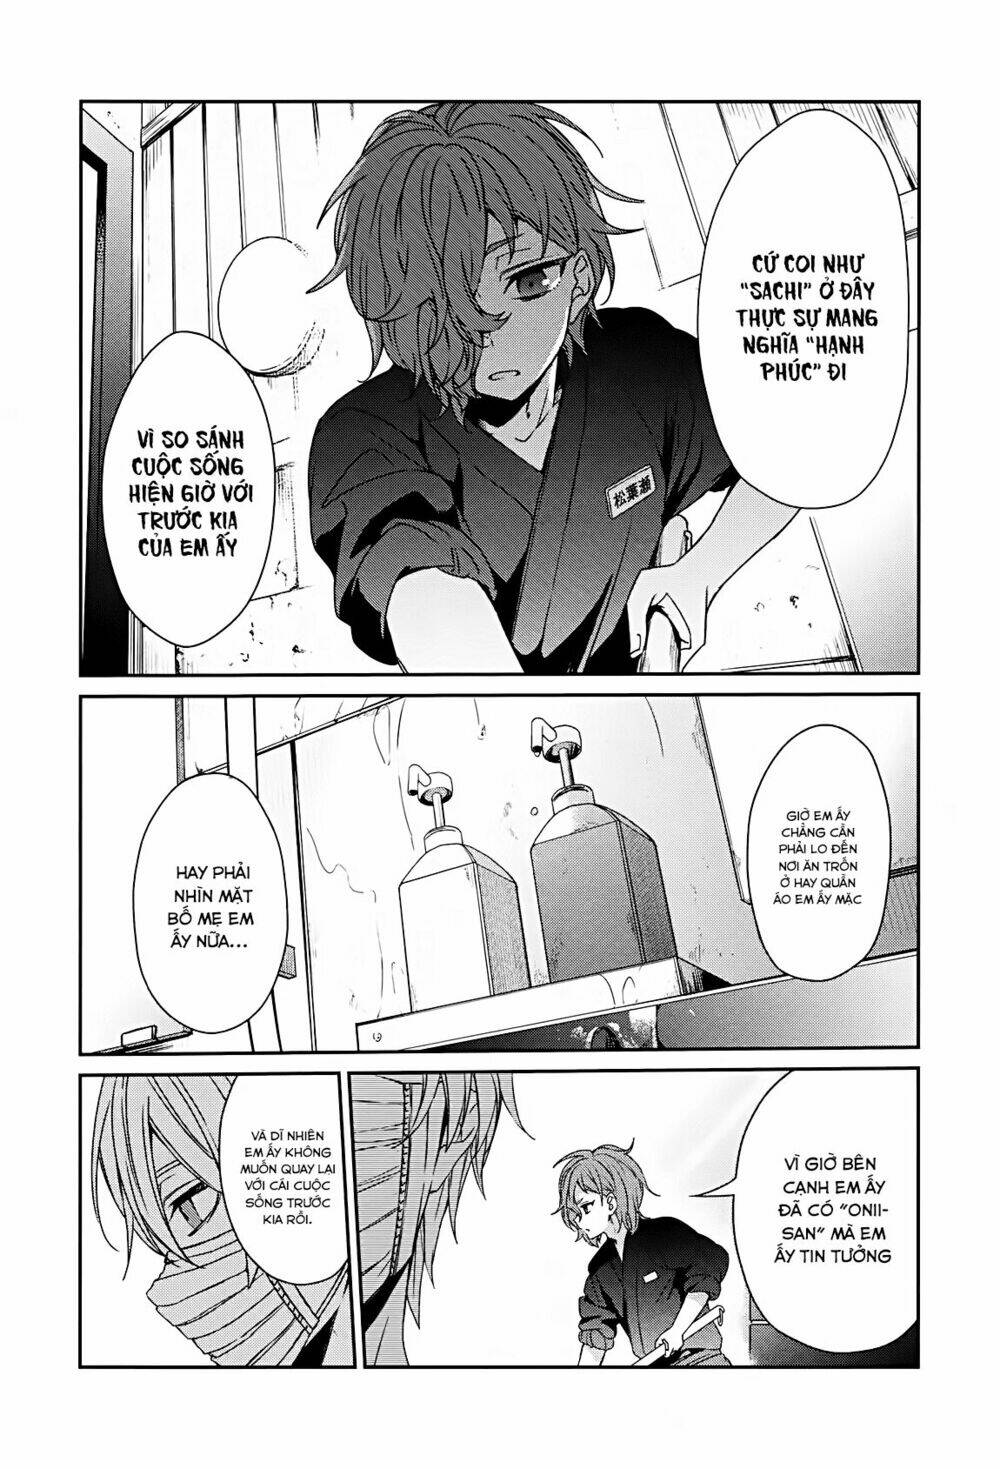 CỨ COI NHƯ
“SACHI” Ở ĐÂY
THỰC SỰ MANG
NGHĨA “HẠNH
PHÚC” ĐI
VÌ SO SÁNH
CUỘC SỐNG
HIỆN GIỜ VỚI
TRƯỚC KIA
CỦA EM ẤY
松葉瀬
GIỜ EM ẤY
CHẲNG CẦN
PHẢI LO ĐẾN
NƠI ĂN TRỐN
Ở HAY QUẦN
ÁO EM ẤY MẶC
HAY PHẢI
NHÌN MẶT
BỐ MẸ EM
ẤY NỮA...
VÌ GIỜ BÊN
CẠNH EM ẤY
ĐÃ CÓ “ONII-
SAN” MÀ EM
ẤY TIN TƯỞNG
VÀ DĨ NHIÊN
EM ẤY KHÔNG
MUỐN QUAY LẠI
VỚI CÁI CUỘC
SỐNG TRƯỚC
KIA RỒI.